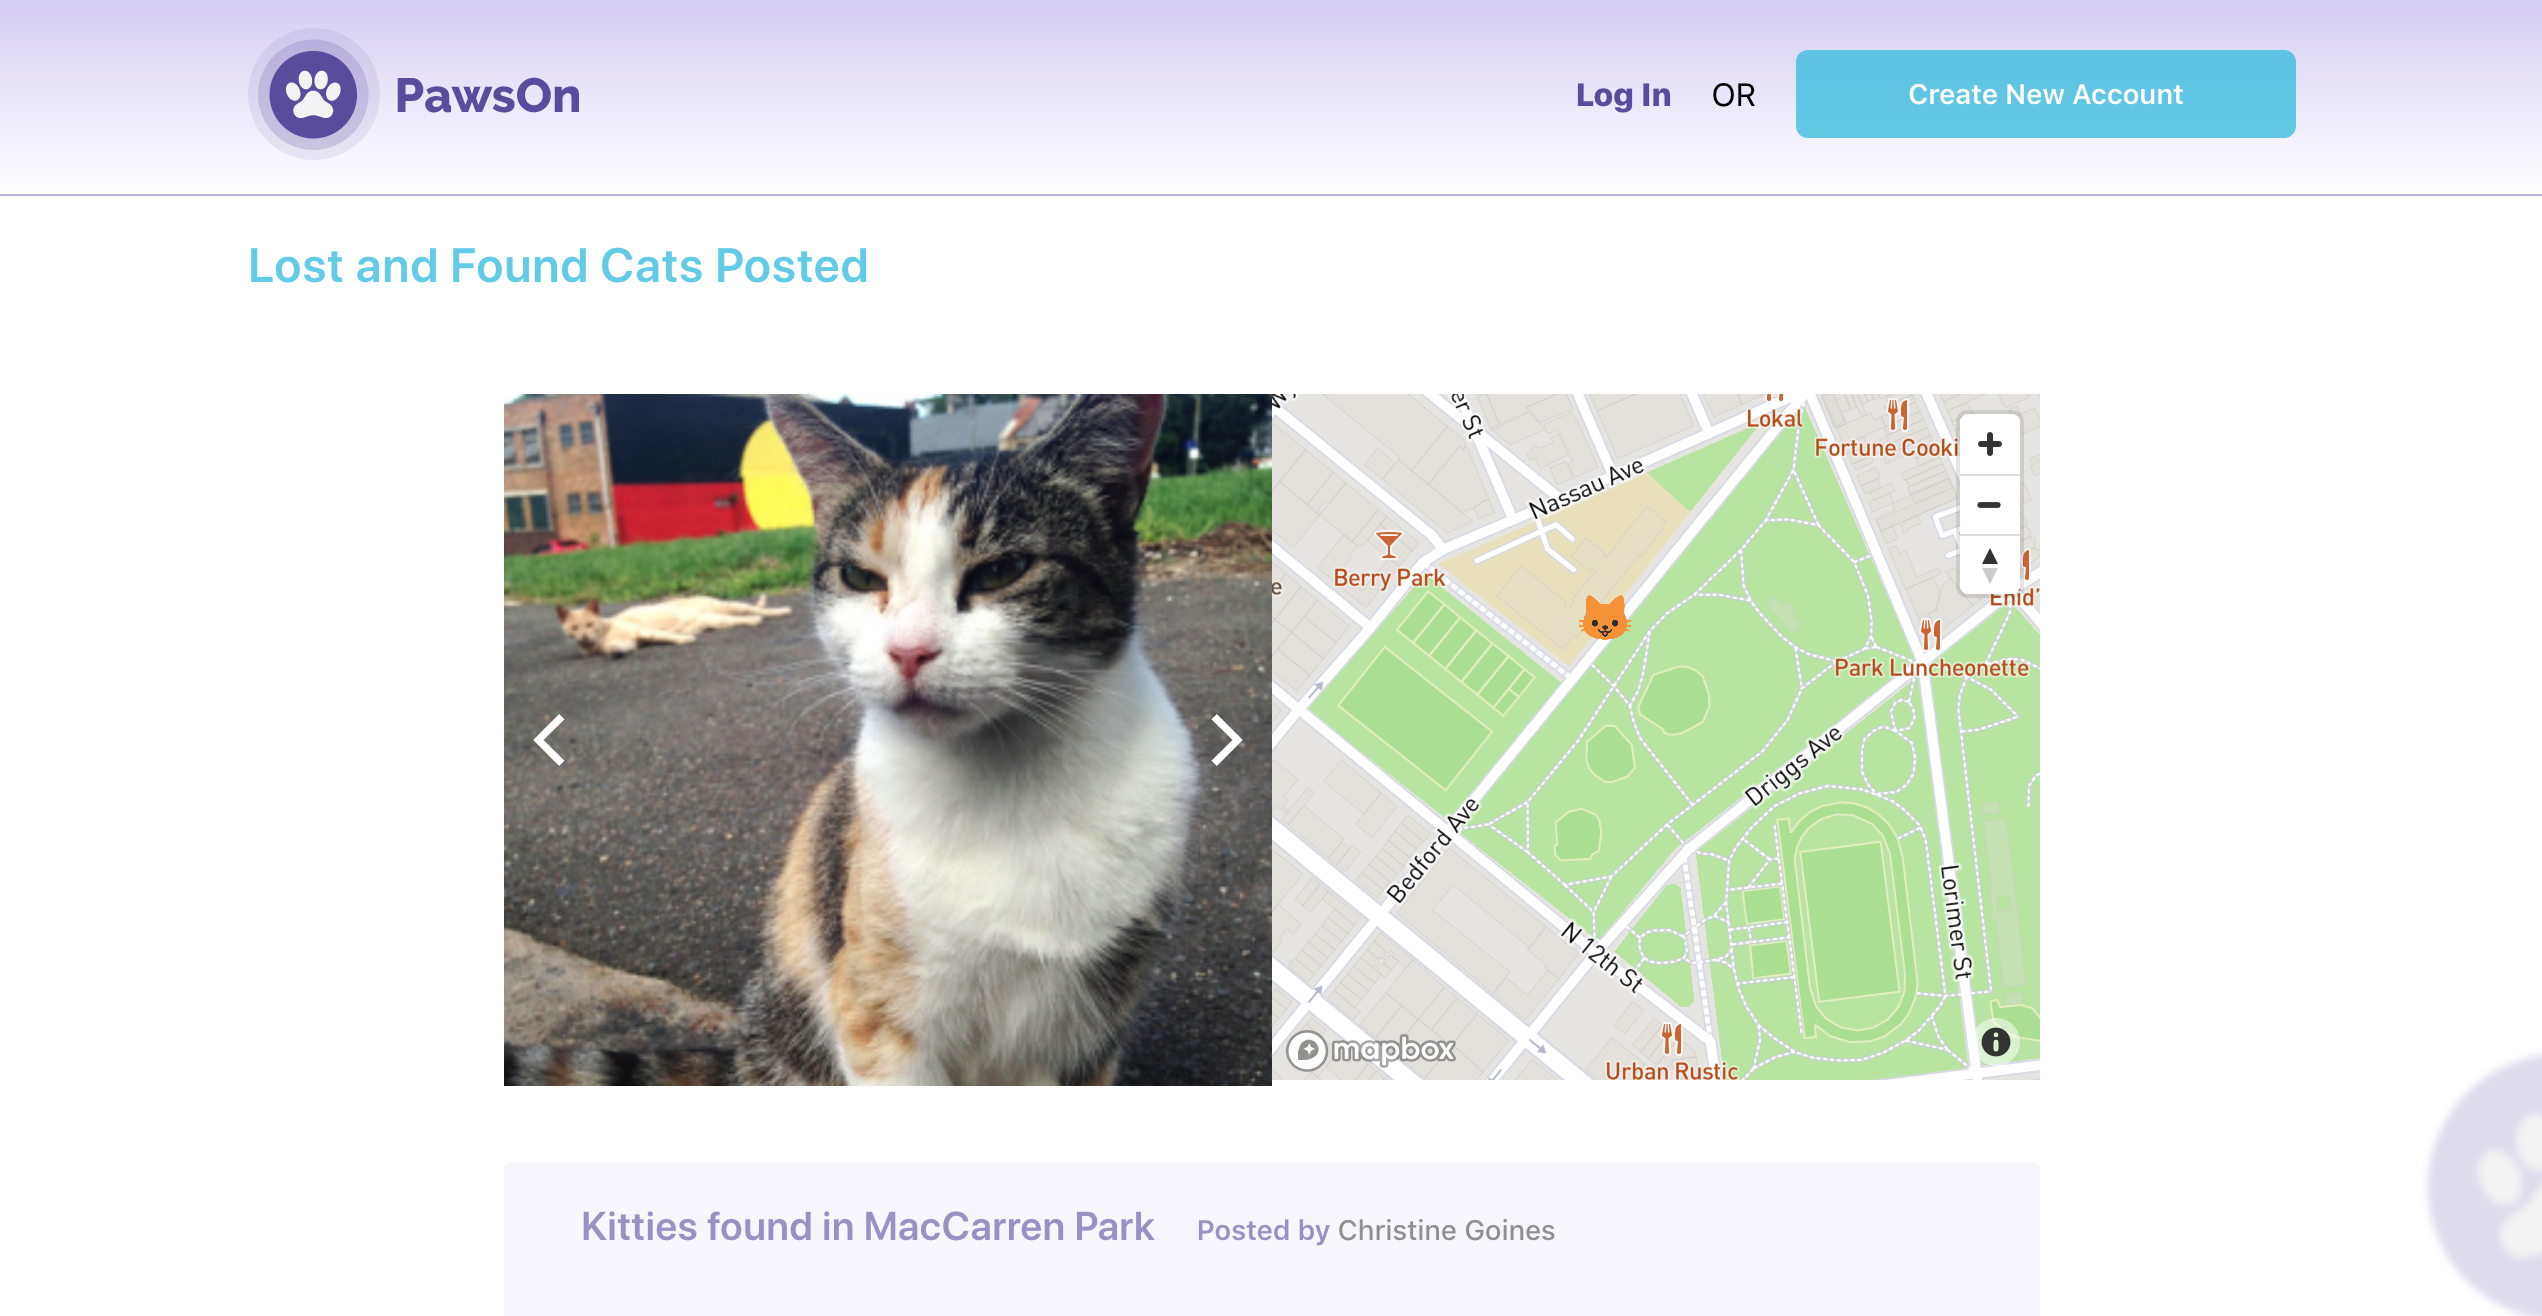 PawsOn
Log In OR Create New Account
Lost and Found Cats Posted
er St
Lokal
Fortune Cooki
Nassau Ave
Berry Park
e
Enid'
Park Luncheonette
Driggs Ave
Bedford Ave
Lorimer St
N 12th St
mapbox
Urban Rustic
Kitties found in MacCarren Park Posted by Christine Goines